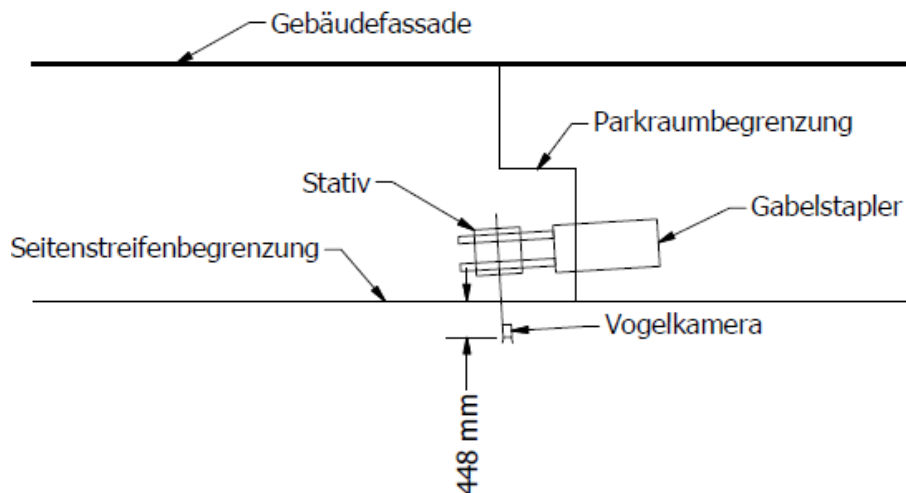 Gebäudefassade
Parkraumbegrenzung
Stativ
Gabelstapler
Seitenstreifenbegrenzung
Vogelkamera
448 mm